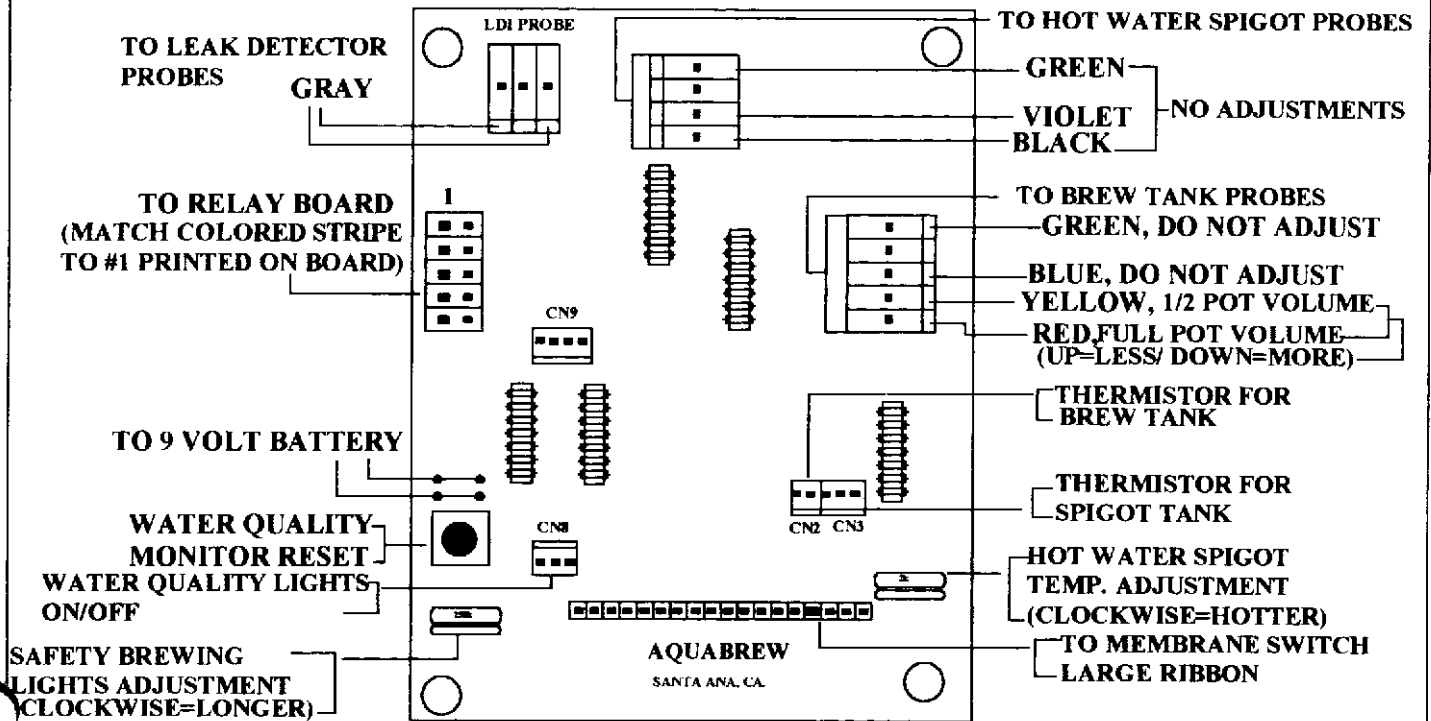 LDI PROBE
TO LEAK DETECTOR
PROBES
GRAY
TO RELAY BOARD
(MATCH COLORED STRIPE
TO #1 PRINTED ON BOARD)
1
CN9
TO 9 VOLT BATTERY
WATER QUALITY
MONITOR RESET
CN8
WATER QUALITY LIGHTS
ON/OFF
SAFETY BREWING
LIGHTS ADJUSTMENT
(CLOCKWISE=LONGER)
TO HOT WATER SPIGOT PROBES
GREEN
VIOLET
BLACK
NO ADJUSTMENTS
TO BREW TANK PROBES
GREEN, DO NOT ADJUST
BLUE, DO NOT ADJUST
YELLOW, 1/2 POT VOLUME
RED,FULL POT VOLUME
(UP=LESS/ DOWN=MORE)
THERMISTOR FOR
BREW TANK
CN2 CN3
THERMISTOR FOR
SPIGOT TANK
2k
HOT WATER SPIGOT
TEMP. ADJUSTMENT
(CLOCKWISE=HOTTER)
TO MEMBRANE SWITCH
LARGE RIBBON
AQUABREW
SANTA ANA, CA.